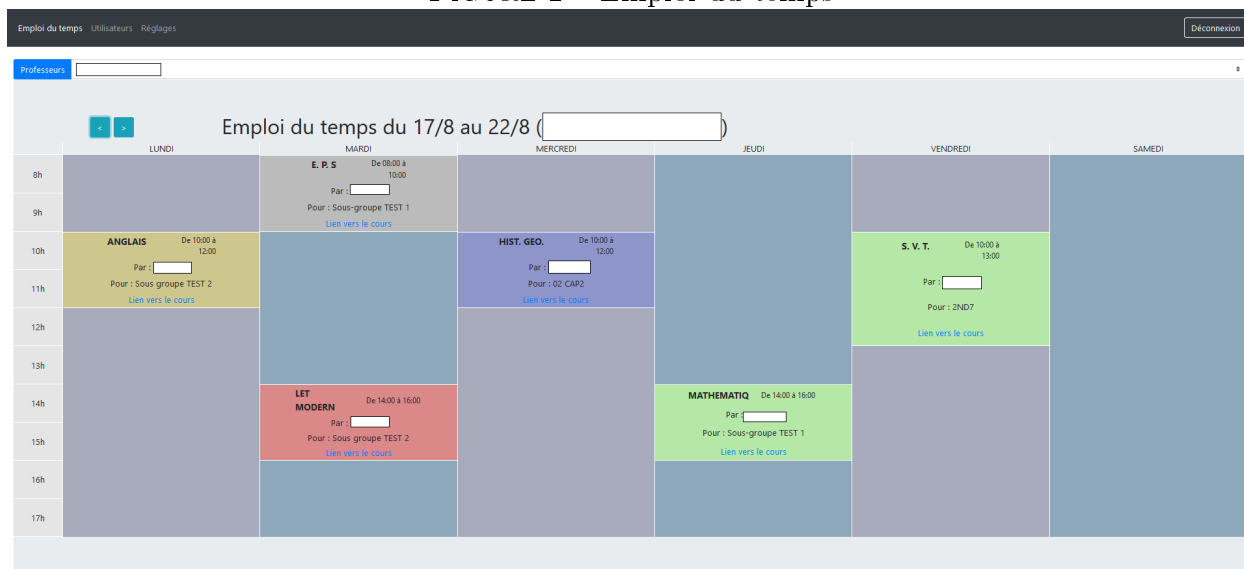 Emploi du temps Utilisateurs Réglages
Déconnexion
Professeurs
< >
Emploi du temps du 17/8 au 22/8 ( )
LUNDI MARDI MERCREDI JEUDI VENDREDI SAMEDI
8h
9h
10h
11h
12h
13h
14h
15h
16h
17h
E. P. S De 08:00 à
10:00
Par :
Pour : Sous-groupe TEST 1
Lien vers le cours
ANGLAIS De 10:00 à
12:00
Par :
Pour : Sous groupe TEST 2
Lien vers le cours
HIST. GEO. De 10:00 à
12:00
Par :
Pour : 02 CAP2
Lien vers le cours
S. V. T. De 10:00 à
13:00
Par :
Pour : 2ND7
Lien vers le cours
LET
MODERN De 14:00 à 16:00
Par :
Pour : Sous groupe TEST 2
Lien vers le cours
MATHEMATIQ De 14:00 à 16:00
Par :
Pour : Sous-groupe TEST 1
Lien vers le cours